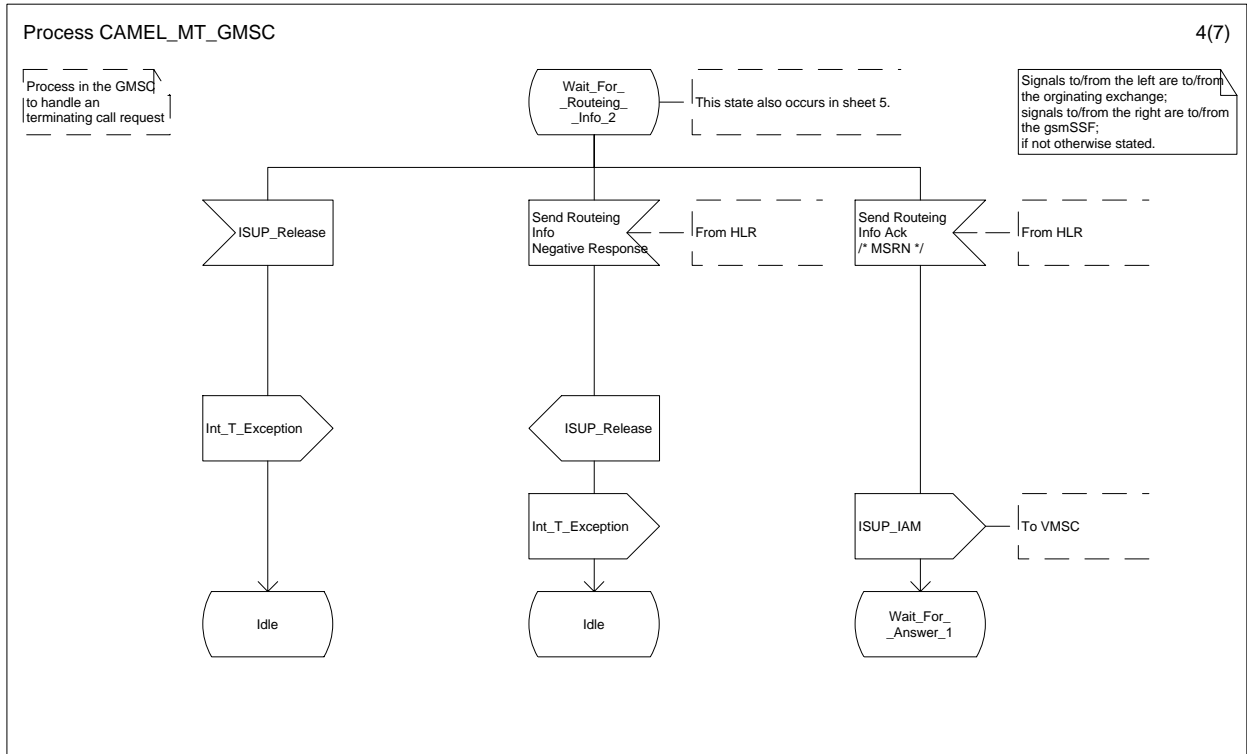 Process CAMEL_MT_GMSC
4(7)
Process in the GMSC
to handle an
terminating call request
Wait_For_
_Routeing_
_Info_2
This state also occurs in sheet 5.
Signals to/from the left are to/from
the orginating exchange;
signals to/from the right are to/from
the gsmSSF;
if not otherwise stated.
ISUP_Release
Send Routeing
Info
Negative Response
From HLR
Send Routeing
Info Ack
/* MSRN */
From HLR
Int_T_Exception
ISUP_Release
Int_T_Exception
ISUP_IAM
To VMSC
Idle
Idle
Wait_For_
_Answer_1